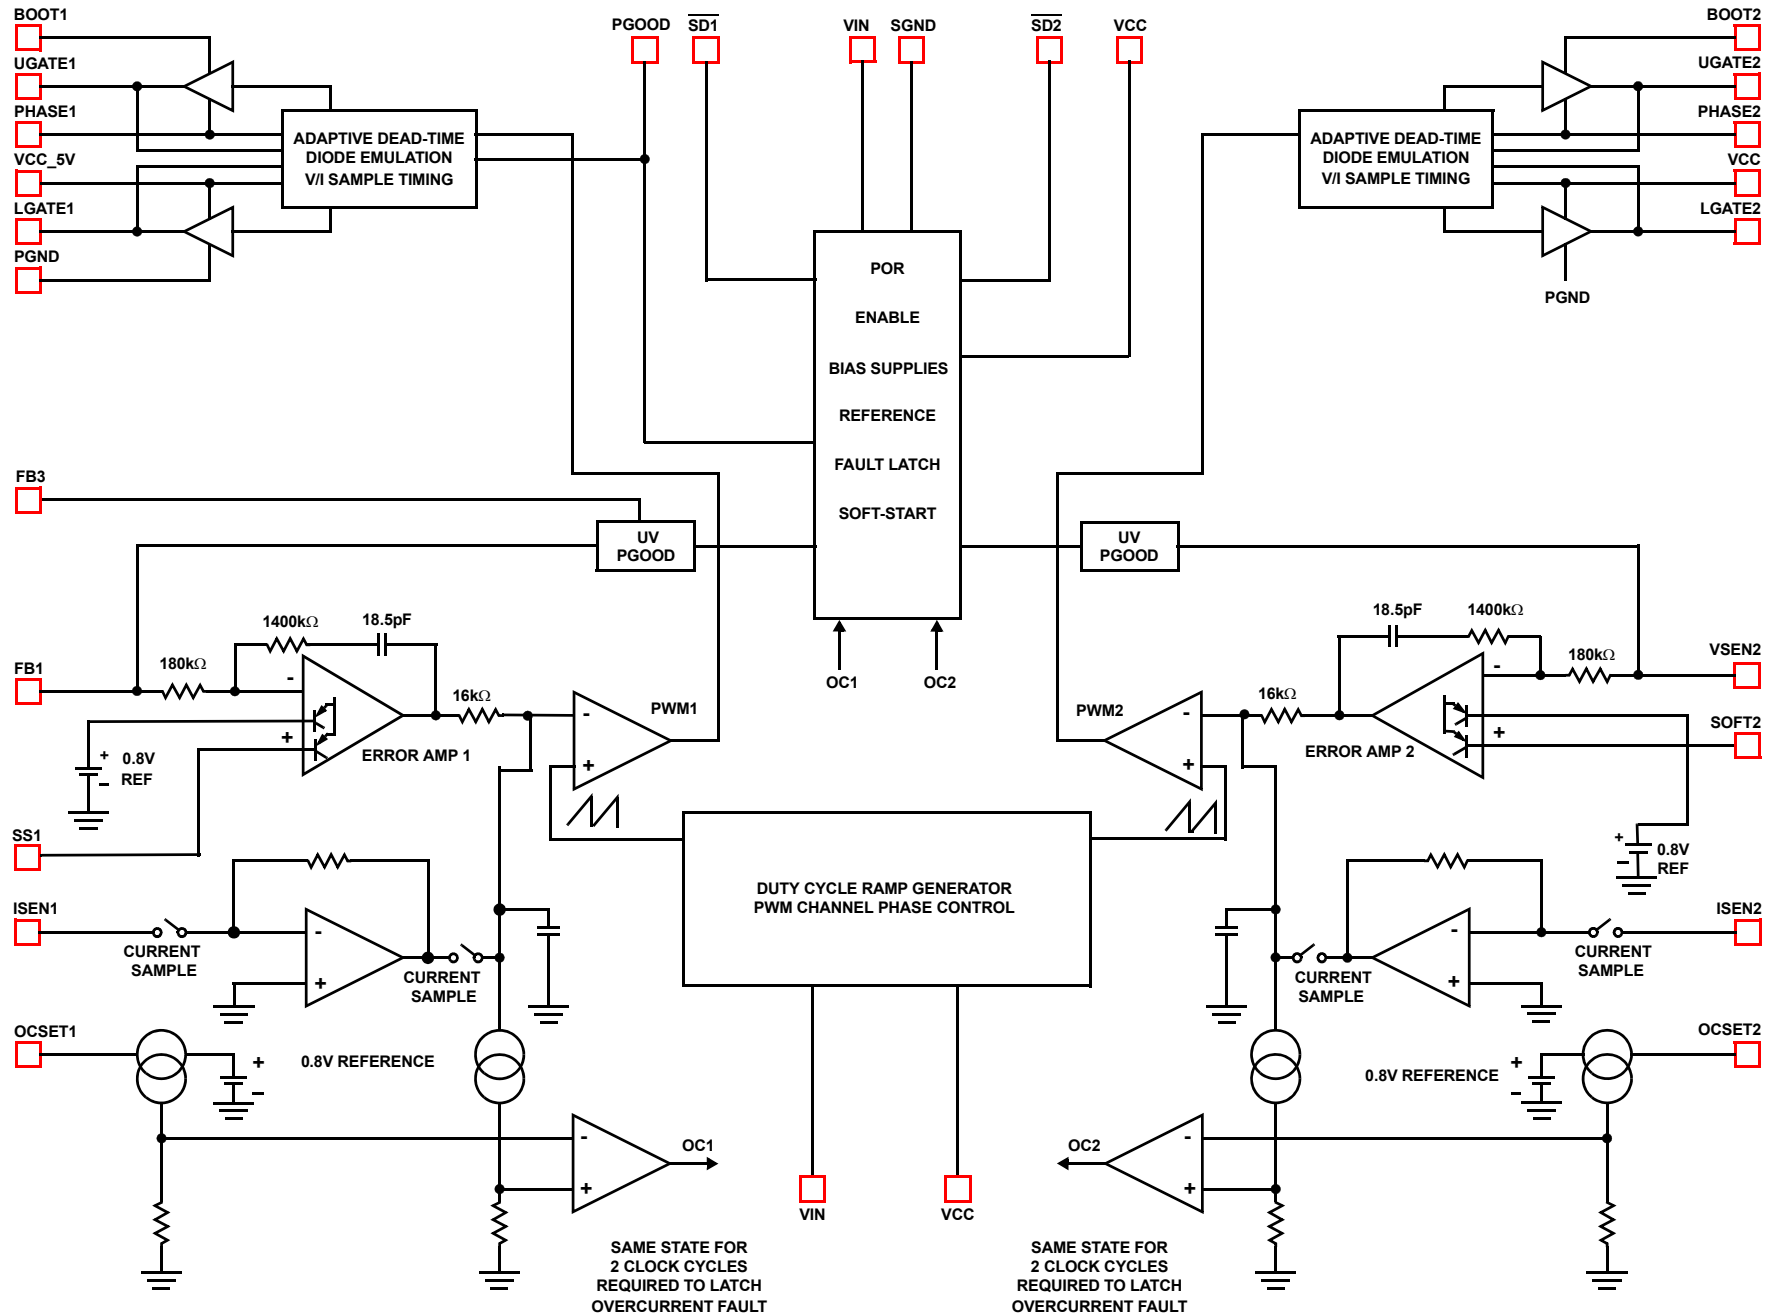 BOOT1
UGATE1
PHASE1
VCC_5V
LGATE1
PGND
ADAPTIVE DEAD-TIME
DIODE EMULATION
V/I SAMPLE TIMING
PGOOD
SD1
VIN
SGND
SD2
VCC
BOOT2
UGATE2
PHASE2
VCC
LGATE2
ADAPTIVE DEAD-TIME
DIODE EMULATION
V/I SAMPLE TIMING
PGND
POR
ENABLE
BIAS SUPPLIES
REFERENCE
FAULT LATCH
SOFT-START
OC1
OC2
FB3
UV
PGOOD
UV
PGOOD
FB1
180kΩ
1400kΩ
18.5pF
-
+
ERROR AMP 1
+
-
0.8V
REF
16kΩ
-
+
PWM1
18.5pF
1400kΩ
180kΩ
VSEN2
SOFT2
-
+
ERROR AMP 2
16kΩ
PWM2
-
+
+
-
0.8V
REF
SS1
ISEN1
CURRENT
SAMPLE
-
+
CURRENT
SAMPLE
DUTY CYCLE RAMP GENERATOR
PWM CHANNEL PHASE CONTROL
CURRENT
SAMPLE
-
+
CURRENT
SAMPLE
ISEN2
OCSET1
+
-
0.8V REFERENCE
-
+
OC1
VIN
VCC
OC2
-
+
0.8V REFERENCE
+
-
OCSET2
SAME STATE FOR
2 CLOCK CYCLES
REQUIRED TO LATCH
OVERCURRENT FAULT
SAME STATE FOR
2 CLOCK CYCLES
REQUIRED TO LATCH
OVERCURRENT FAULT